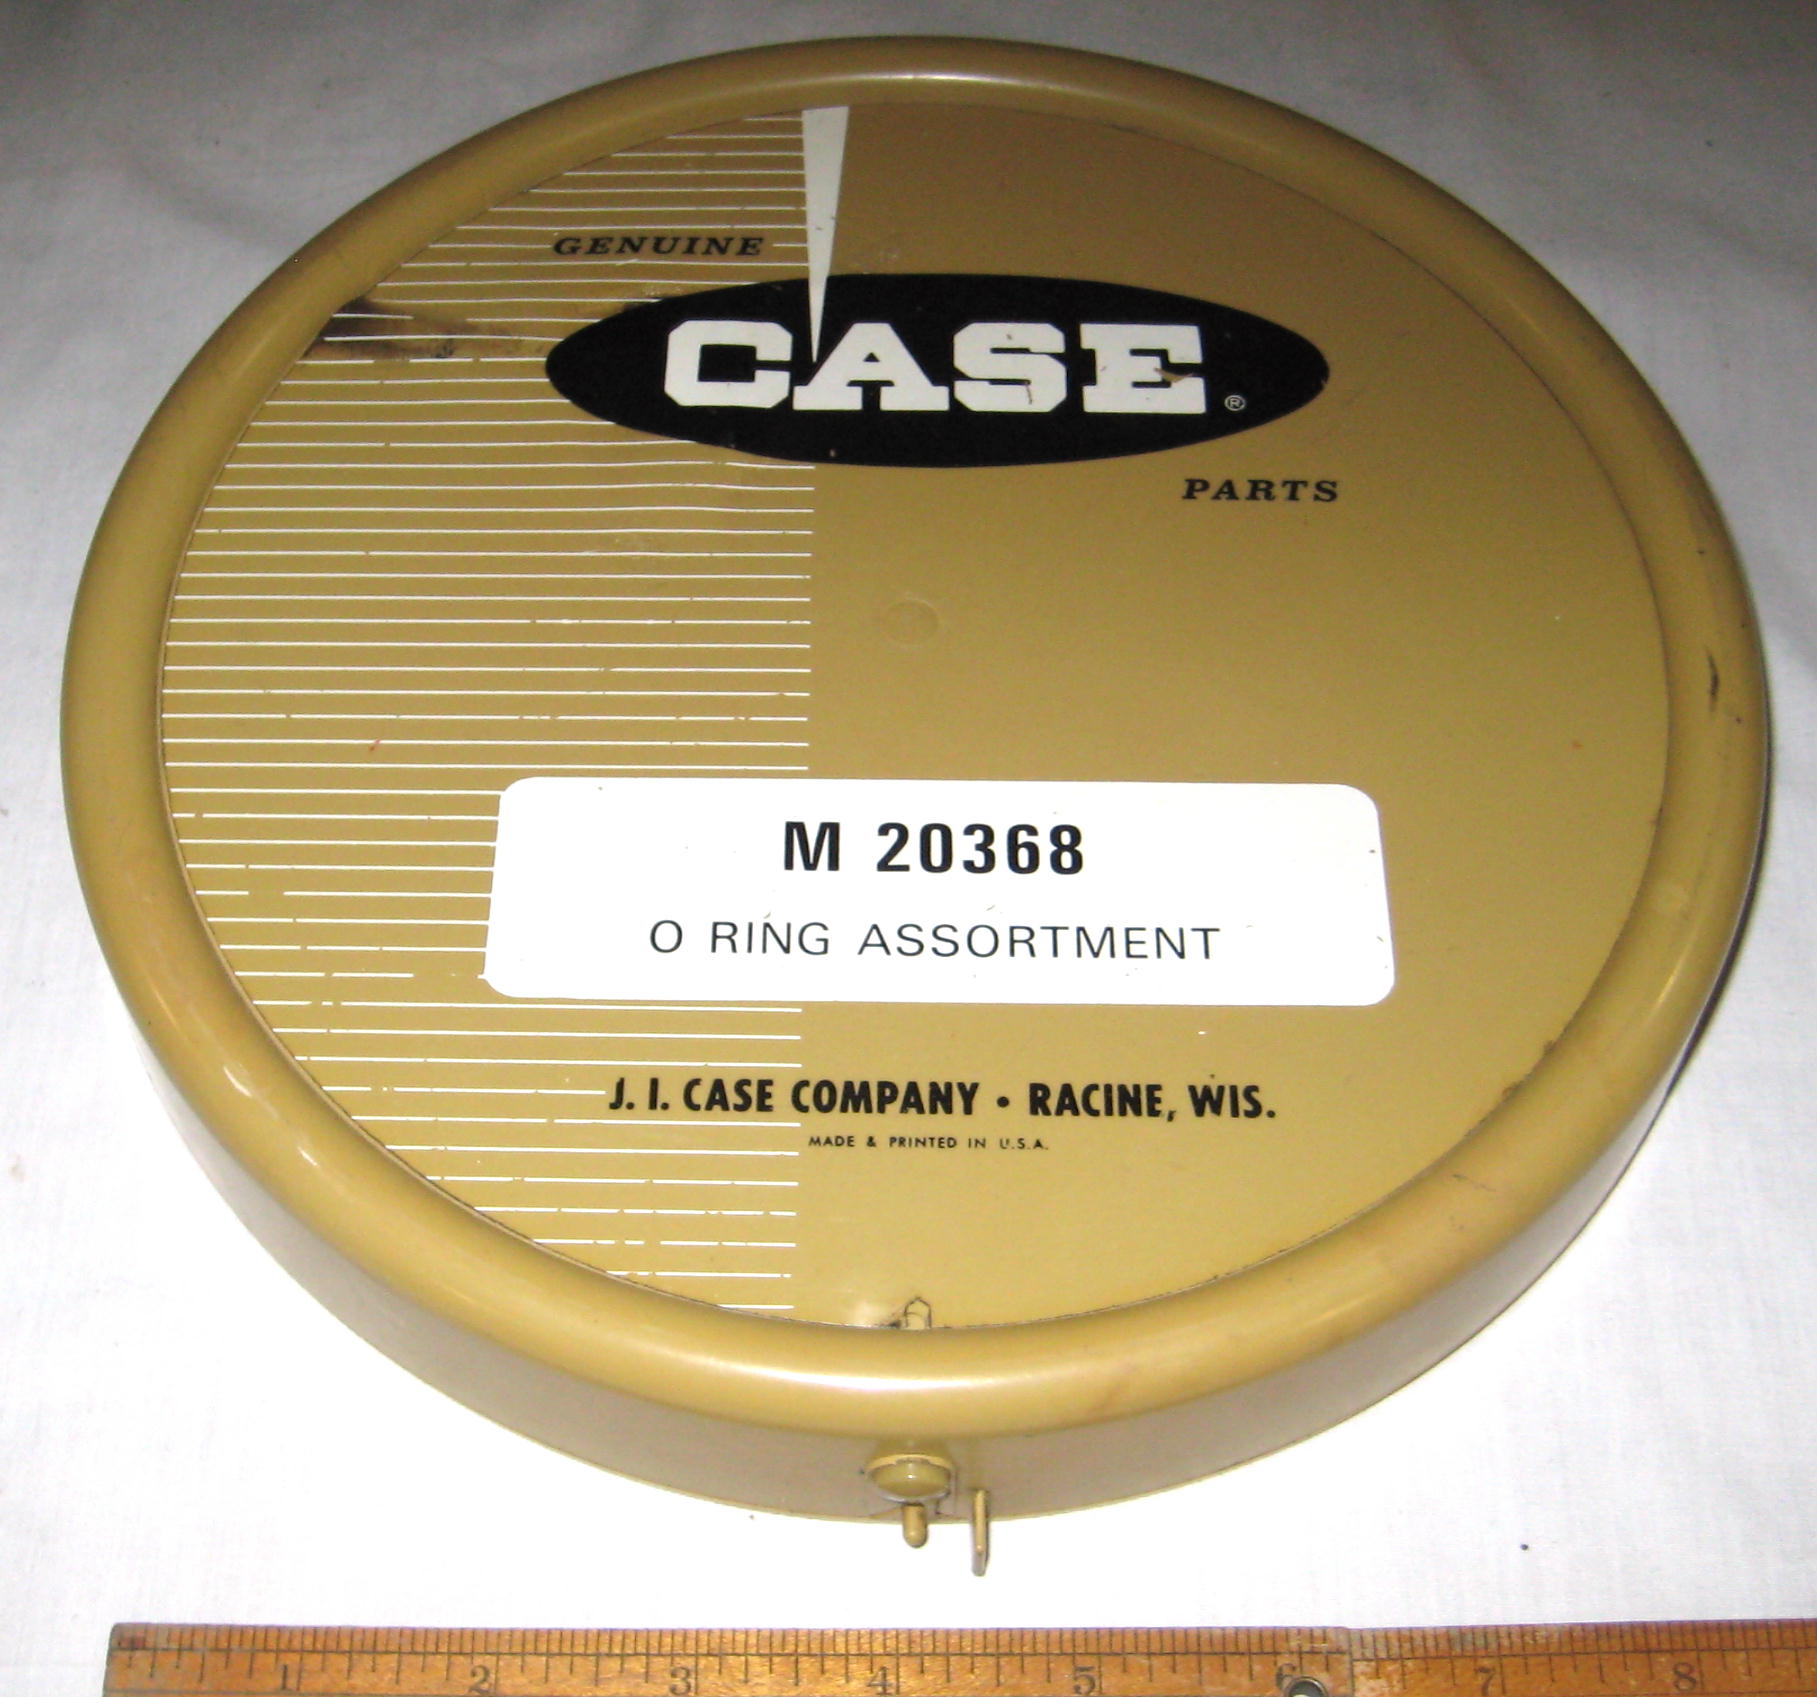 GENUINE
CASE®
PARTS
M 20368
O RING ASSORTMENT
J. I. CASE COMPANY • RACINE, WIS.
MADE & PRINTED IN U.S.A.
1 2 3 4 5 6 7 8